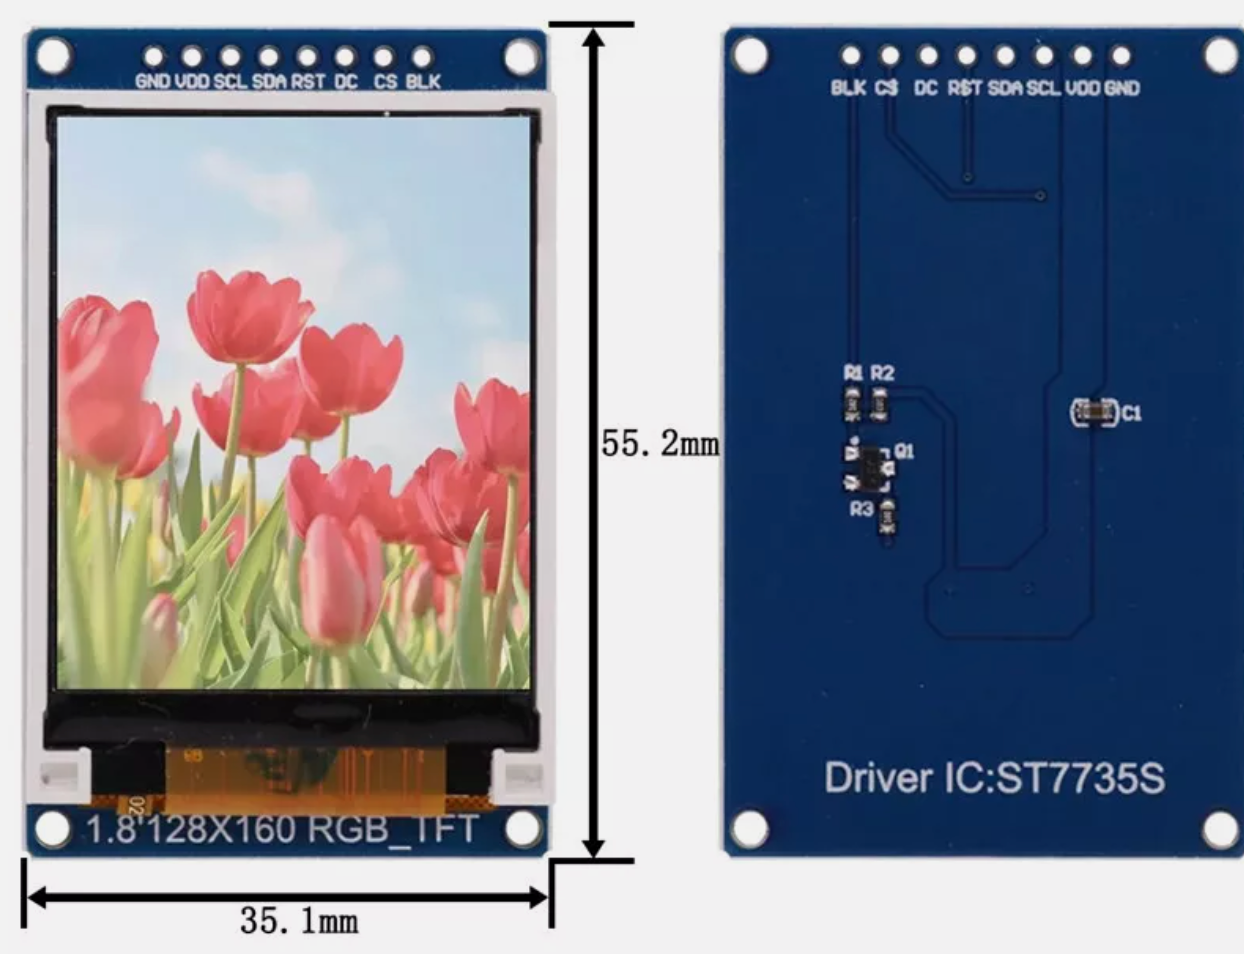 GND VDD SCL SDA RST DC CS BLK
55.2mm
02
1.8'128X160 RGB_TFT
35.1mm
BLK CS DC RST SDA SCL VDD GND
R1 R2
C1
Q1
R3
Driver IC:ST7735S